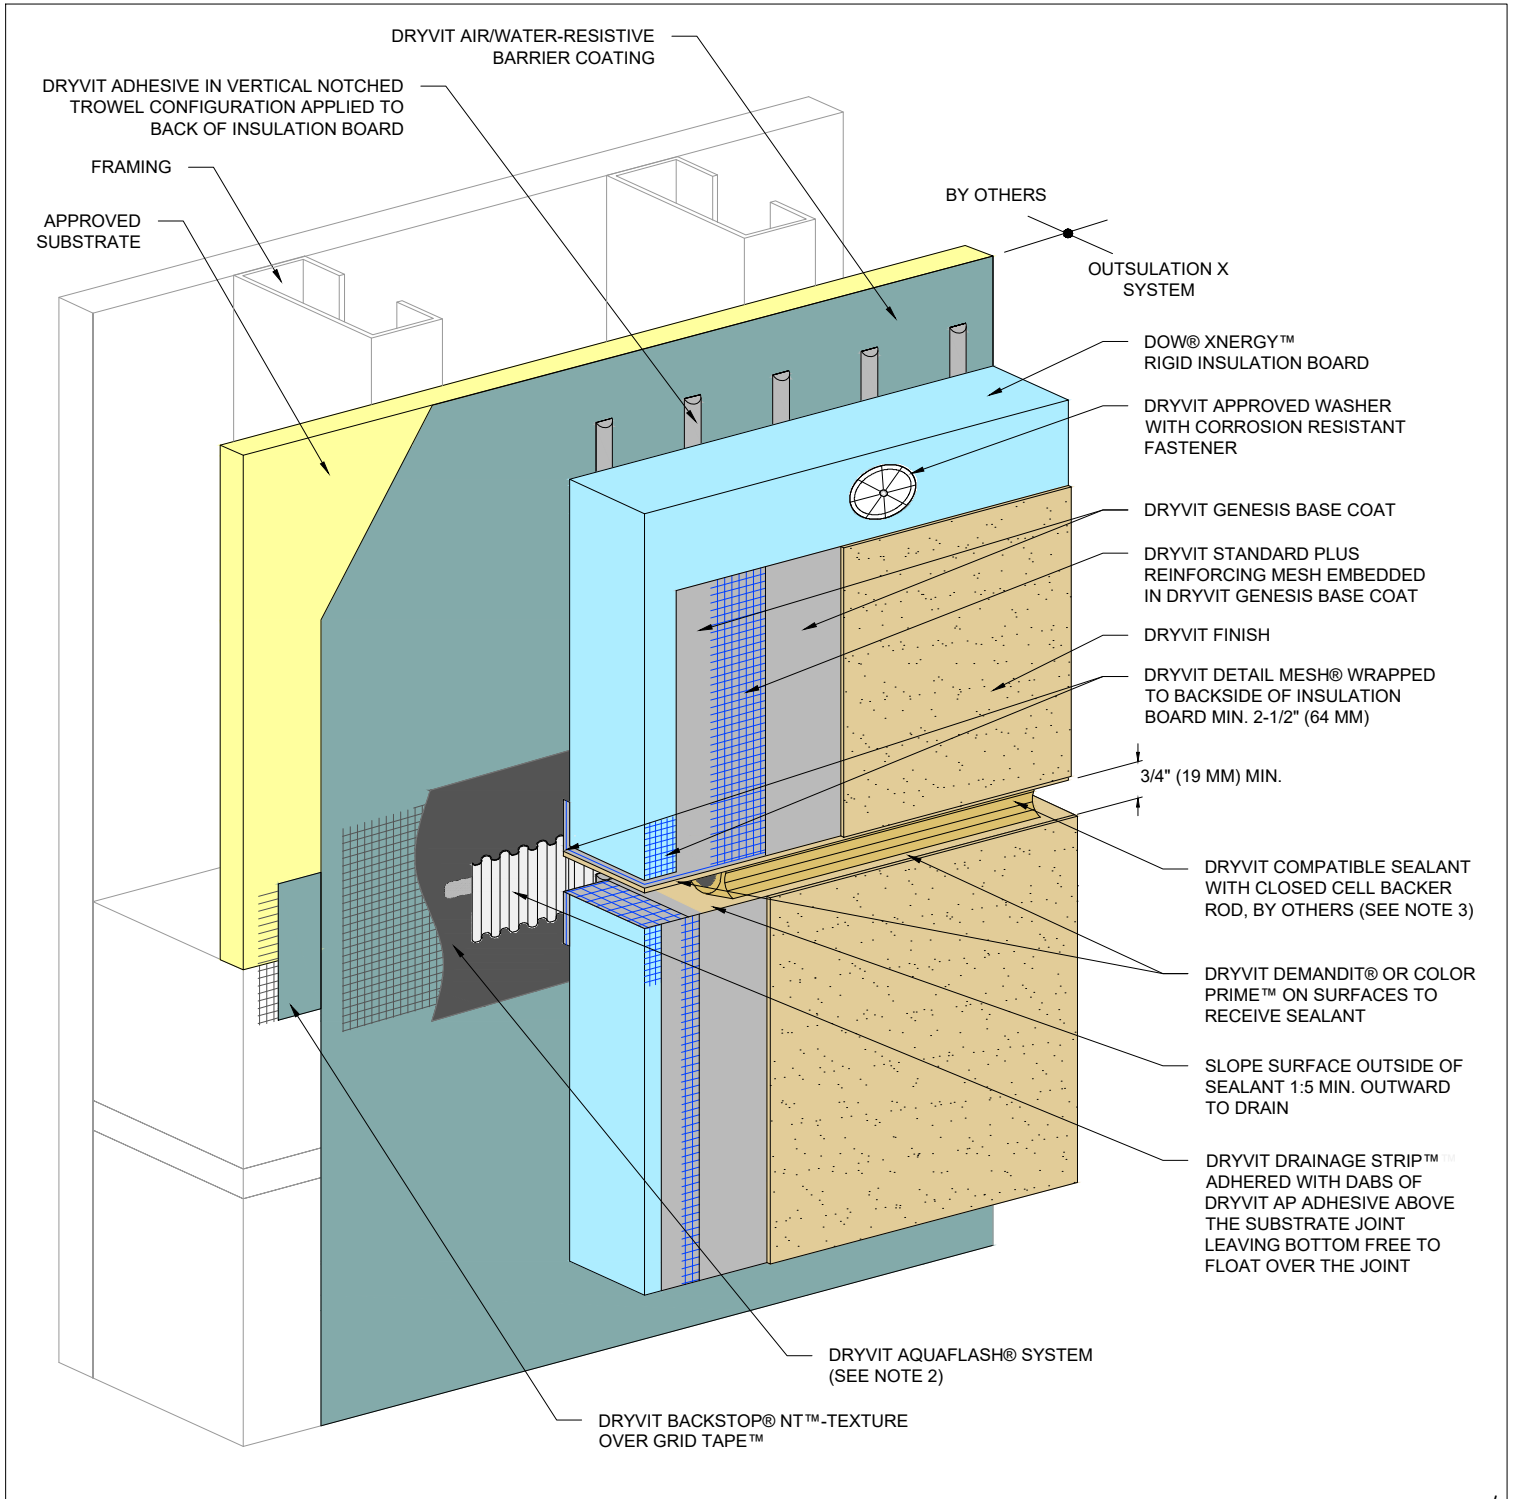 DRYVIT AIR/WATER-RESISTIVE
BARRIER COATING
DRYVIT ADHESIVE IN VERTICAL NOTCHED
TROWEL CONFIGURATION APPLIED TO
BACK OF INSULATION BOARD
FRAMING
APPROVED
SUBSTRATE
BY OTHERS
OUTSULATION X
SYSTEM
DOW® XNERGY™
RIGID INSULATION BOARD
DRYVIT APPROVED WASHER
WITH CORROSION RESISTANT
FASTENER
DRYVIT GENESIS BASE COAT
DRYVIT STANDARD PLUS
REINFORCING MESH EMBEDDED
IN DRYVIT GENESIS BASE COAT
DRYVIT FINISH
DRYVIT DETAIL MESH® WRAPPED
TO BACKSIDE OF INSULATION
BOARD MIN. 2-1/2" (64 MM)
3/4" (19 MM) MIN.
DRYVIT COMPATIBLE SEALANT
WITH CLOSED CELL BACKER
ROD, BY OTHERS (SEE NOTE 3)
DRYVIT DEMANDIT® OR COLOR
PRIME™ ON SURFACES TO
RECEIVE SEALANT
SLOPE SURFACE OUTSIDE OF
SEALANT 1:5 MIN. OUTWARD
TO DRAIN
DRYVIT DRAINAGE STRIP™
ADHERED WITH DABS OF
DRYVIT AP ADHESIVE ABOVE
THE SUBSTRATE JOINT
LEAVING BOTTOM FREE TO
FLOAT OVER THE JOINT
DRYVIT AQUAFLASH® SYSTEM
(SEE NOTE 2)
DRYVIT BACKSTOP® NT™-TEXTURE
OVER GRID TAPE™